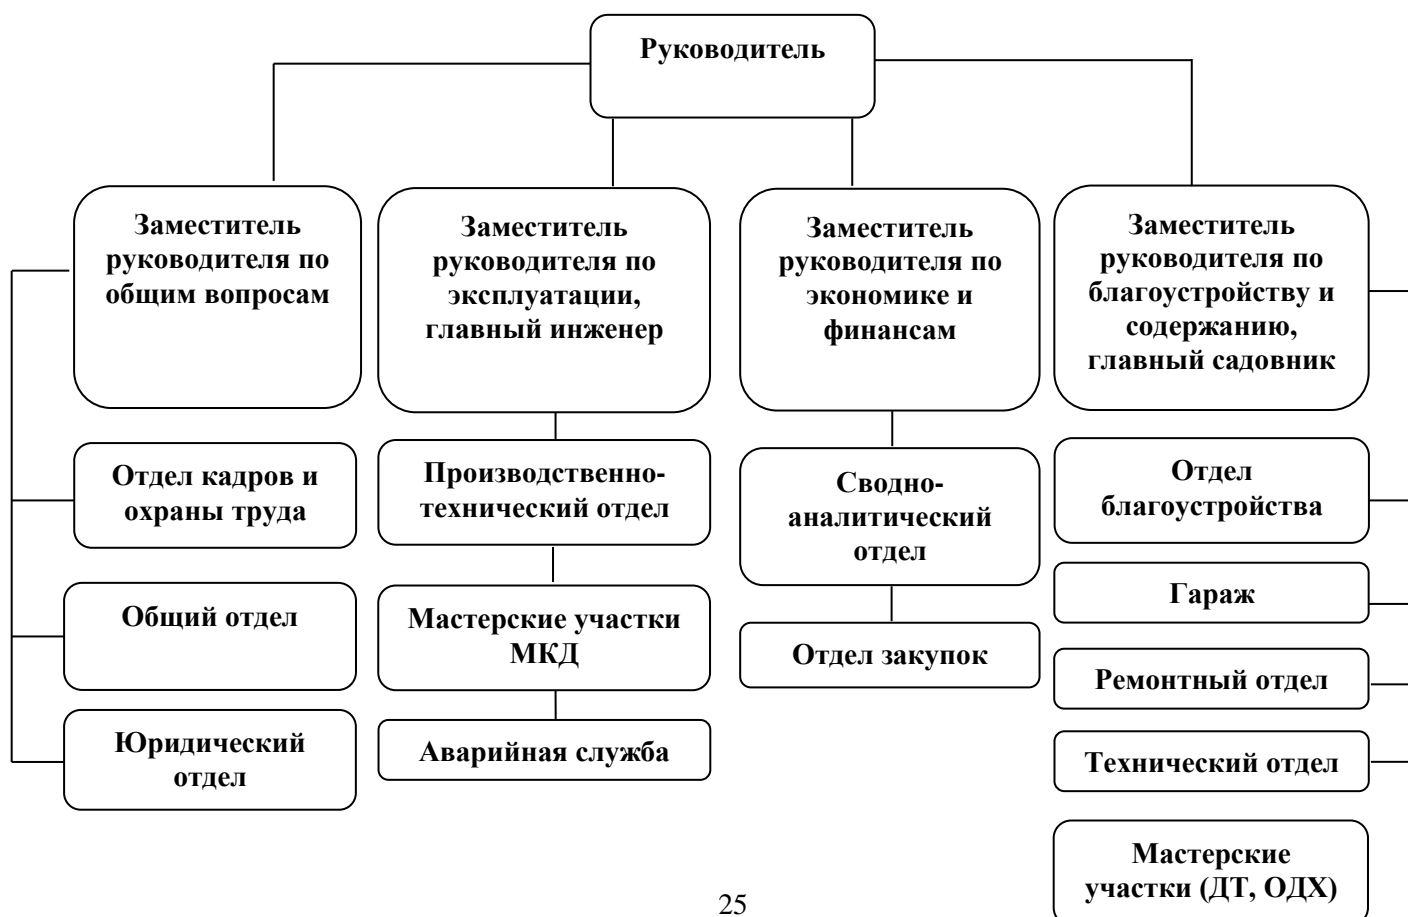 Руководитель
Заместитель
руководителя по
общим вопросам
Заместитель
руководителя по
эксплуатации,
главный инженер
Заместитель
руководителя по
экономике и
финансам
Заместитель
руководителя по
благоустройству и
содержанию,
главный садовник
Отдел кадров и
охраны труда
Общий отдел
Юридический
отдел
Производственно-
технический отдел
Мастерские участки
МКД
Аварийная служба
Сводно-
аналитический
отдел
Отдел закупок
Отдел
благоустройства
Гараж
Ремонтный отдел
Технический отдел
Мастерские
участки (ДТ, ОДХ)
25